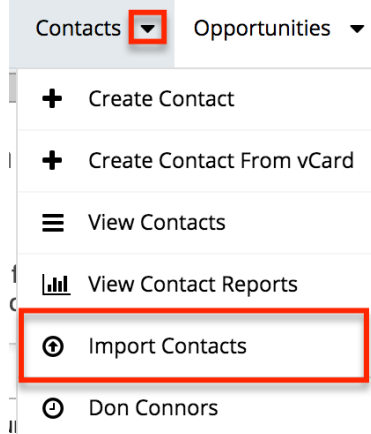 Contacts Opportunities
Create Contact
Create Contact From vCard
View Contacts
View Contact Reports
Import Contacts
Don Connors